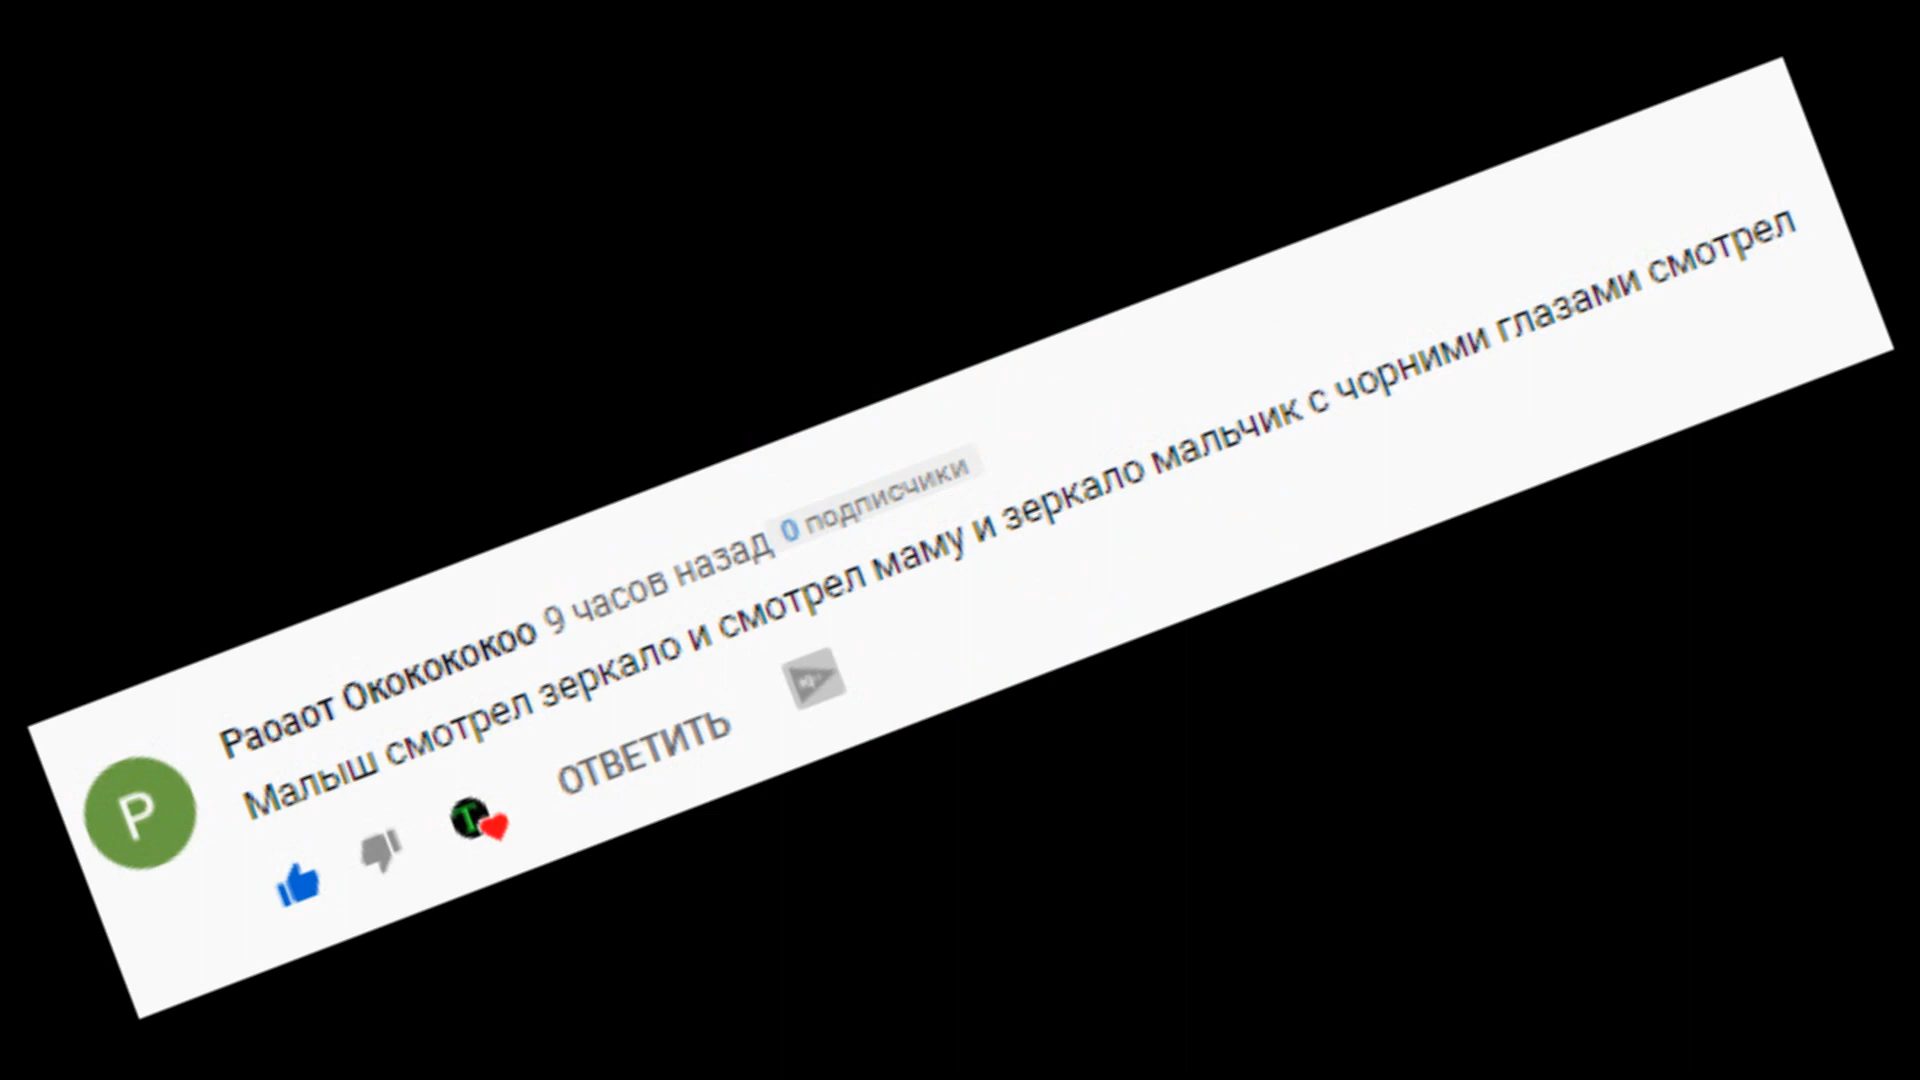 Раоаот Ококококоо 9 часов назад 0 подписчики
Малыш смотрел зеркало и смотрел маму и зеркало мальчик с чорними глазами смотрел
ОТВЕТИТЬ
P
T